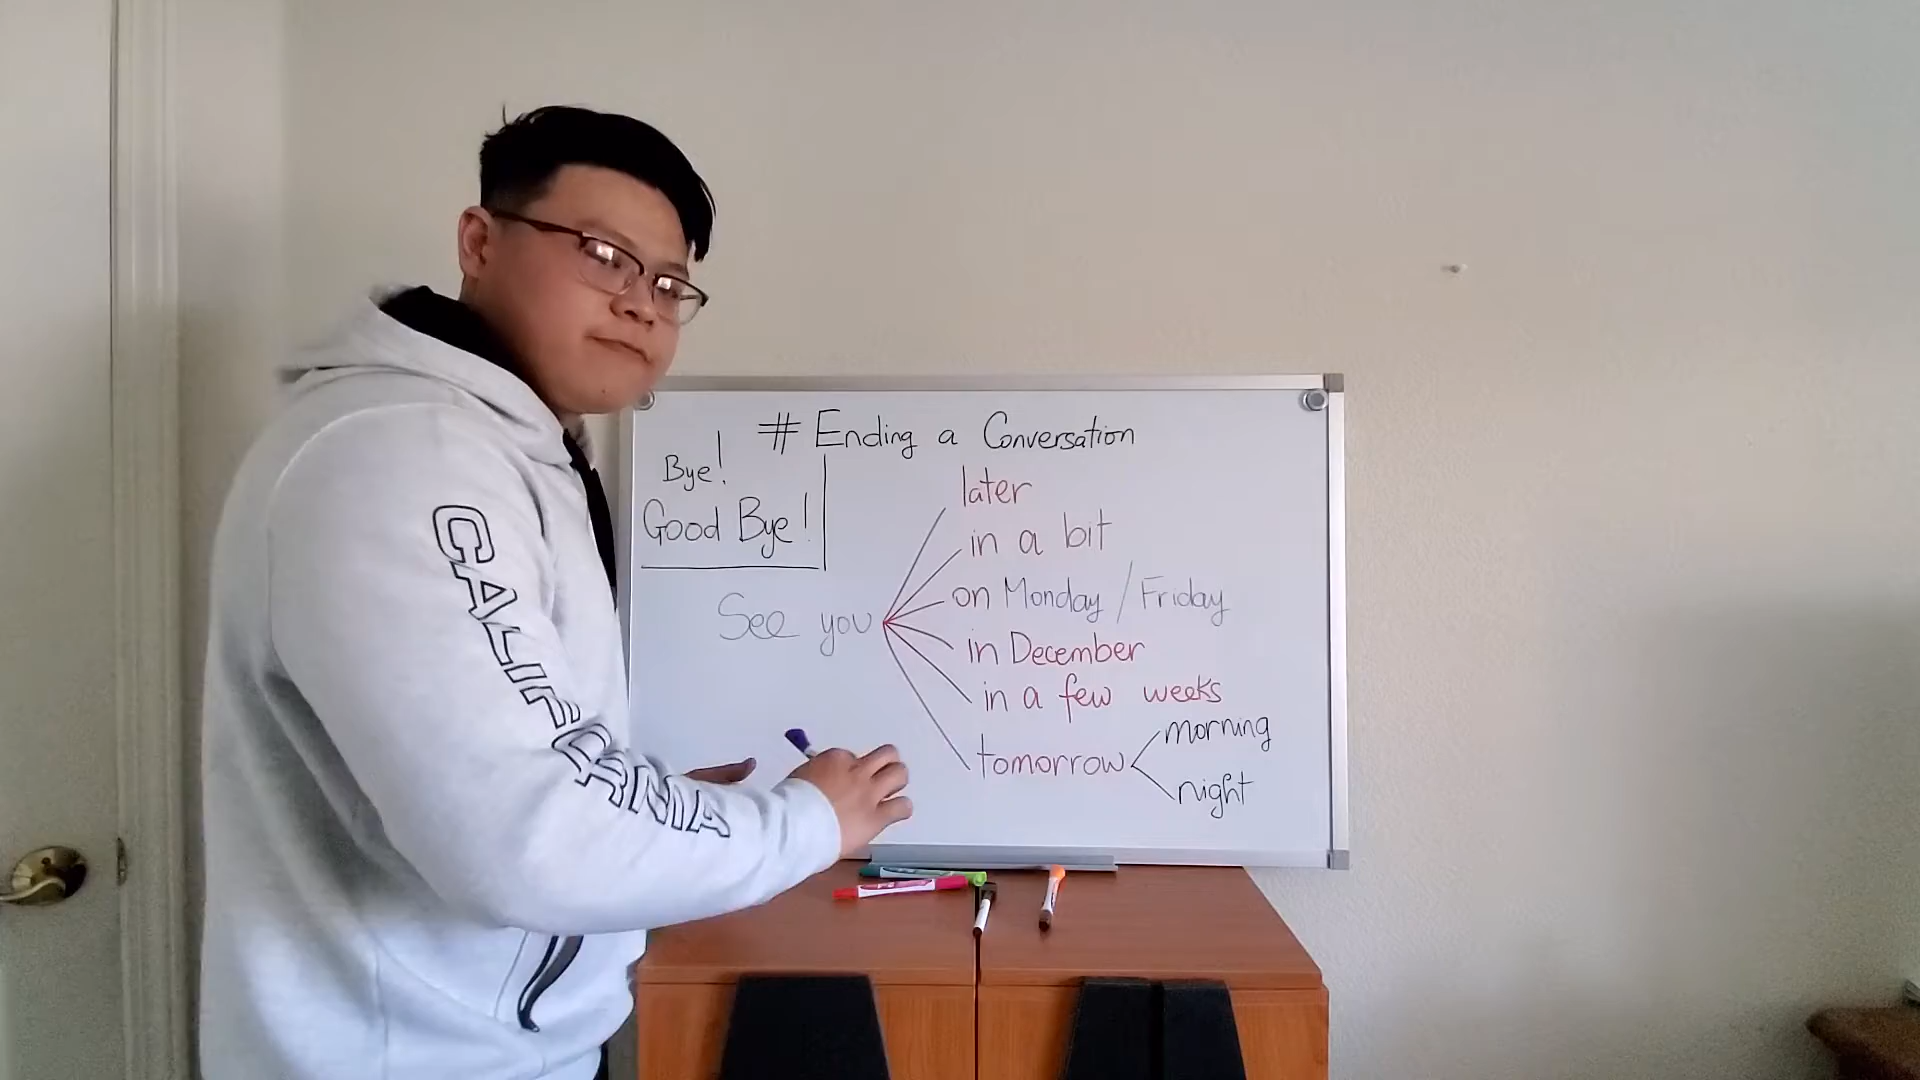 # Ending a Conversation
Bye!
Good Bye!
See you
later
in a bit
on Monday / Friday
in December
in a few weeks
tomorrow
morning
night
CALIFORNIA